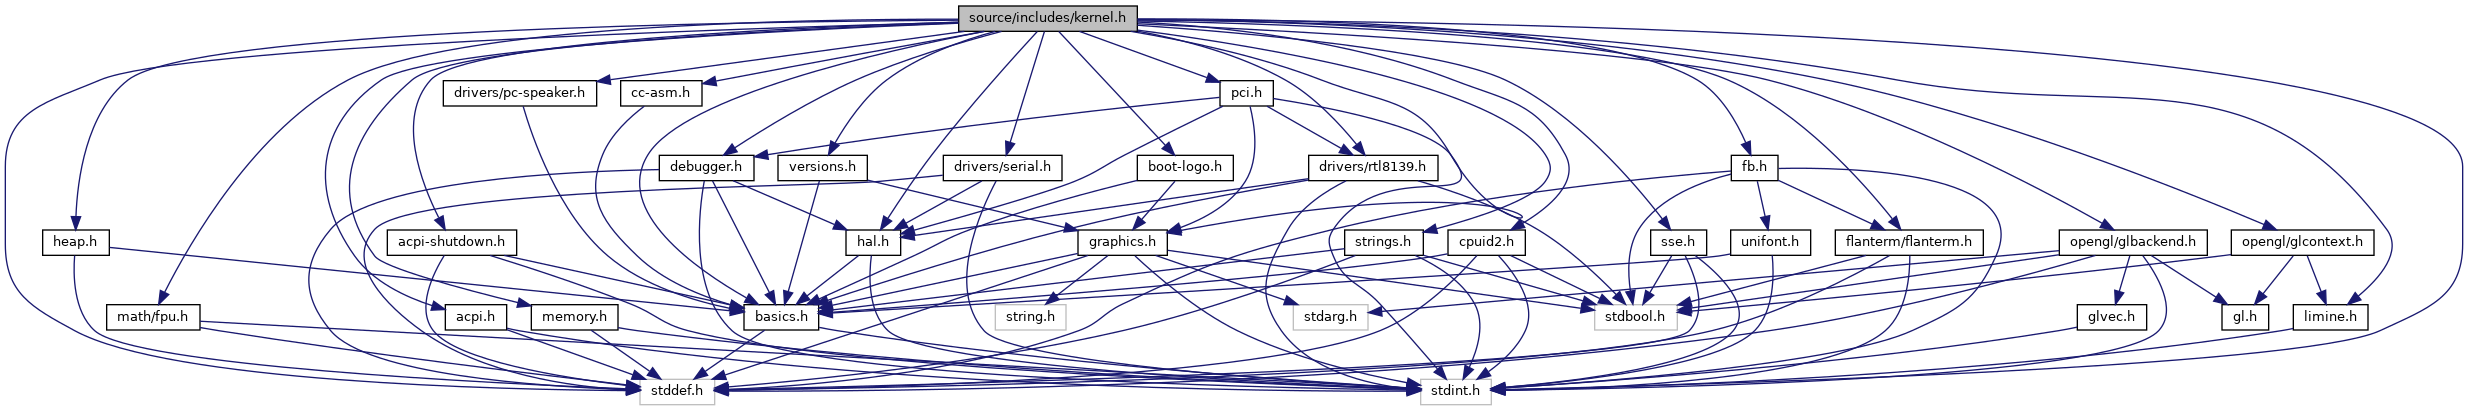 source/includes/kernel.h
drivers/pc-speaker.h
cc-asm.h
pci.h
debugger.h
versions.h
drivers/serial.h
boot-logo.h
drivers/rtl8139.h
fb.h
heap.h
acpi-shutdown.h
hal.h
graphics.h
strings.h
cpuid2.h
sse.h
unifont.h
flanterm/flanterm.h
opengl/glbackend.h
opengl/glcontext.h
math/fpu.h
acpi.h
memory.h
basics.h
string.h
stdarg.h
stdbool.h
glvec.h
gl.h
limine.h
stddef.h
stdint.h